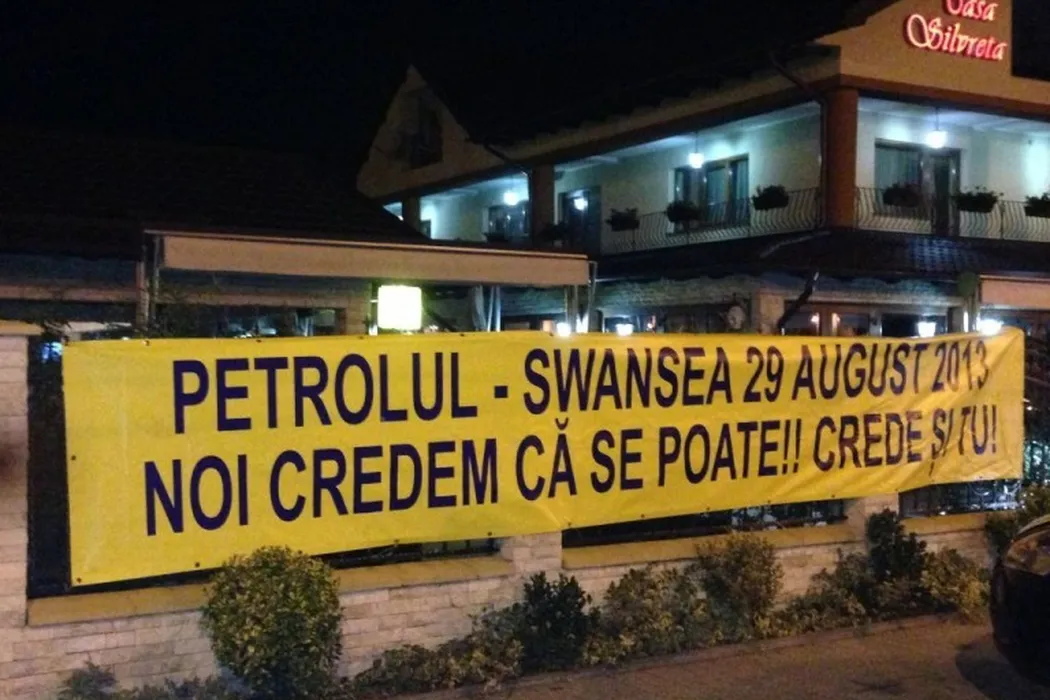 Casa
Silvreta
PETROLUL - SWANSEA 29 AUGUST 2013
NOI CREDEM CĂ SE POATE!! CREDE ȘI TU!